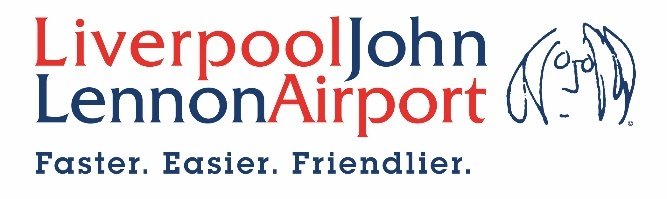 LiverpoolJohn
LennonAirport
Faster. Easier. Friendlier.
©